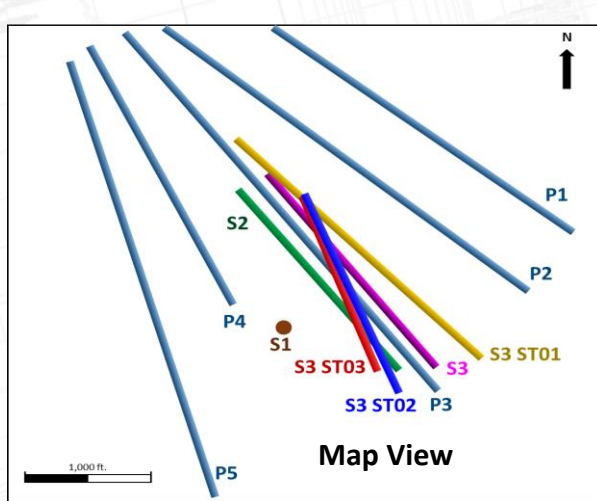 N
P1
S2
P2
P4
S1
S3 ST03
S3
S3 ST01
S3 ST02
P3
Map View
1,000 ft.
P5